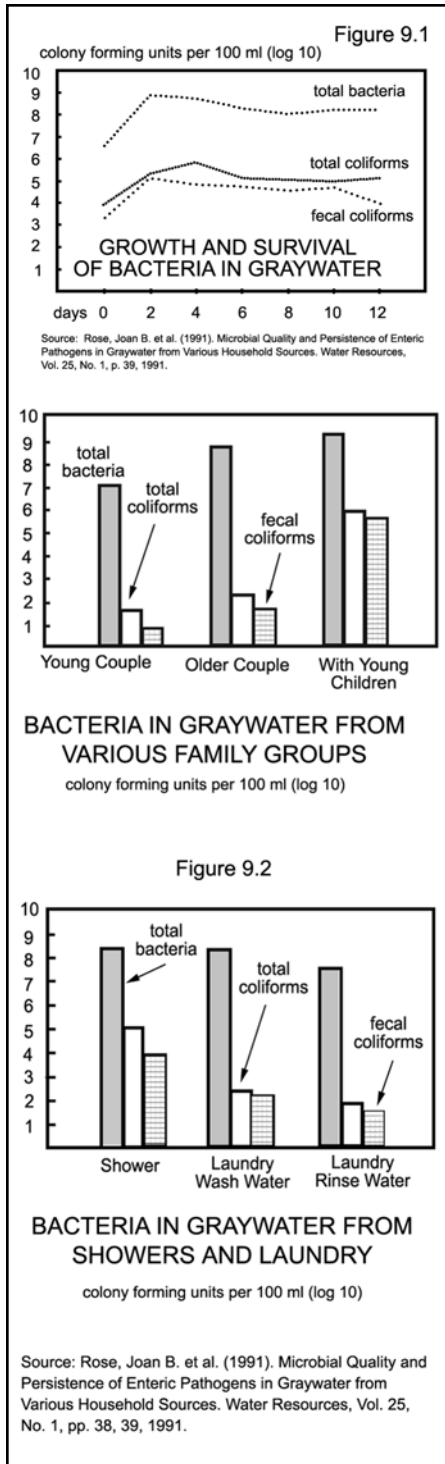 Figure 9.1
colony forming units per 100 ml (log 10)
10
9
8
7
6
5
4
3
2
1
total bacteria
total coliforms
fecal coliforms
GROWTH AND SURVIVAL
OF BACTERIA IN GRAYWATER
days 0 2 4 6 8 10 12
Source: Rose, Joan B. et al. (1991). Microbial Quality and Persistence of Enteric
Pathogens in Graywater from Various Household Sources. Water Resources,
Vol. 25, No. 1, p. 39, 1991.
10
9
8
7
6
5
4
3
2
1
total
bacteria
total
coliforms
fecal
coliforms
Young Couple Older Couple With Young
Children
BACTERIA IN GRAYWATER FROM
VARIOUS FAMILY GROUPS
colony forming units per 100 ml (log 10)
Figure 9.2
10
9
8
7
6
5
4
3
2
1
total
bacteria
total
coliforms
fecal
coliforms
Shower Laundry Laundry
Wash Water Rinse Water
BACTERIA IN GRAYWATER FROM
SHOWERS AND LAUNDRY
colony forming units per 100 ml (log 10)
Source: Rose, Joan B. et al. (1991). Microbial Quality and
Persistence of Enteric Pathogens in Graywater from
Various Household Sources. Water Resources, Vol. 25,
No. 1, pp. 38, 39, 1991.